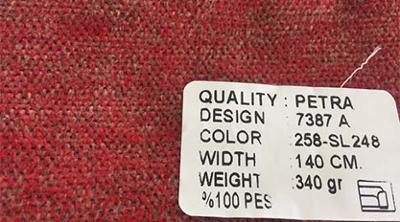 QUALITY : PETRA
DESIGN : 7387 A
COLOR : 258-SL248
WIDTH : 140 CM.
WEIGHT : 340 gr
%100 PES